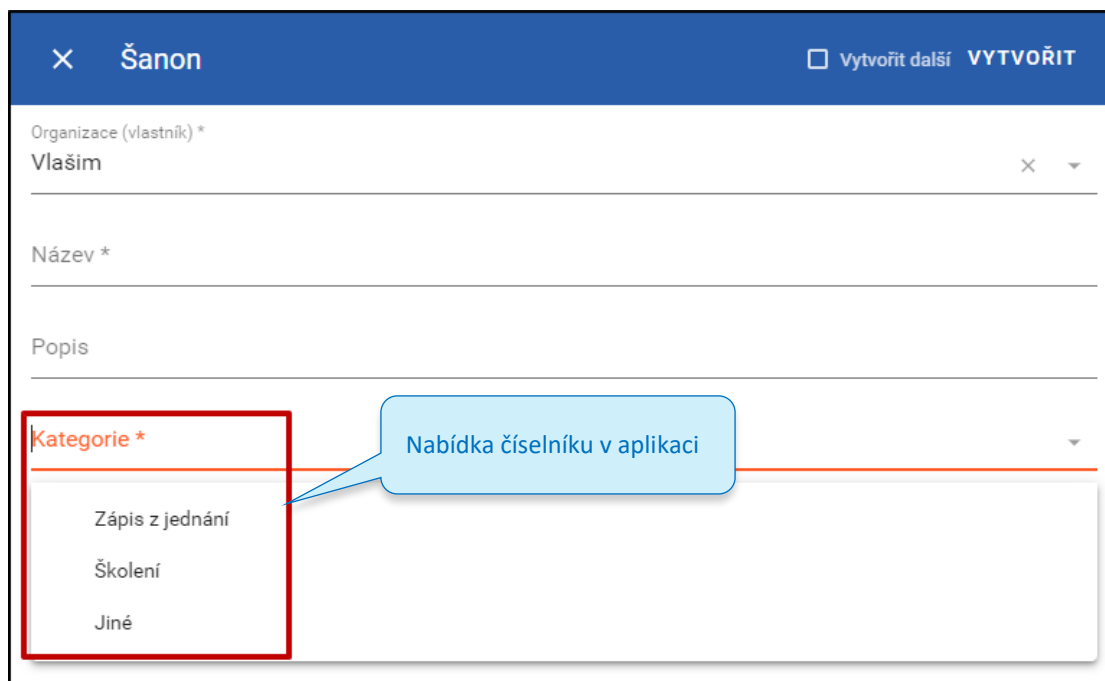 Šanon
Vytvořit další VYTVOŘIT
Organizace (vlastník) *
Vlašim
Název *
Popis
Kategorie *
Nabídka číselníku v aplikaci
Zápis z jednání
Školení
Jiné